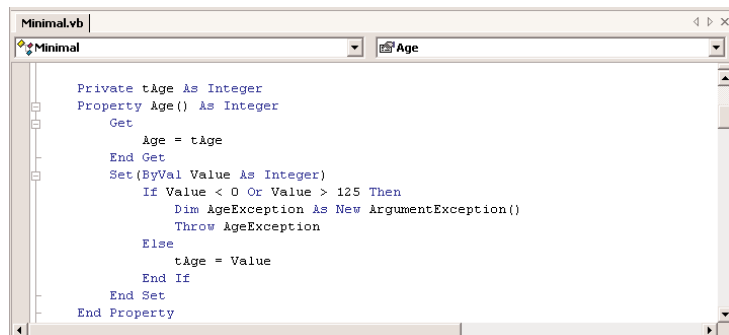 Minimal.vb
Minimal Age
Private tAge As Integer
Property Age() As Integer
Get
Age = tAge
End Get
Set(ByVal Value As Integer)
If Value < 0 Or Value > 125 Then
Dim AgeException As New ArgumentException()
Throw AgeException
Else
tAge = Value
End If
End Set
End Property